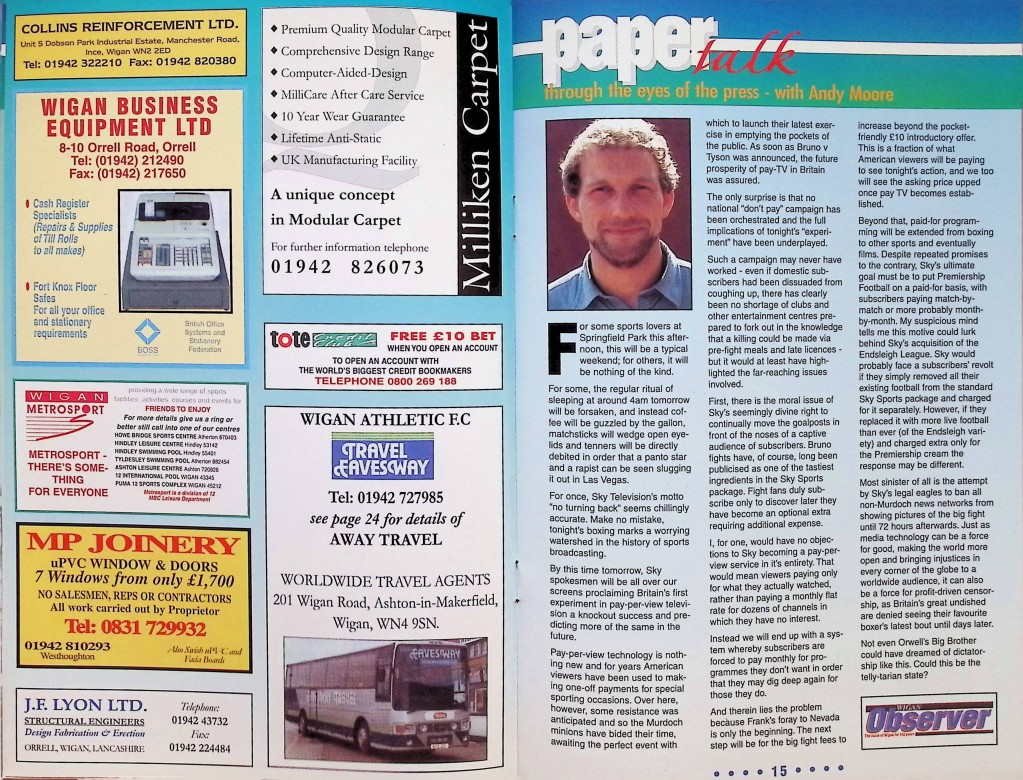 COLLINS REINFORCEMENT LTD.
Unit 5 Dobson Park Industrial Estate, Manchester Road,
Ince, Wigan WN2 2ED
Tel: 01942 322210 Fax: 01942 820380
WIGAN BUSINESS
EQUIPMENT LTD
8-10 Orrell Road, Orrell
Tel: (01942) 212490
Fax: (01942) 217650
Cash Register
Specialists
(Repairs & Supplies
of Till Rolls
to all makes)
Fort Knox Floor
Safes
For all your office
and stationery
requirements
BOSS
British Office
Systems and
Stationery
Federation
WIGAN
METROSPORT
METROSPORT -
THERE'S SOME-
THING
FOR EVERYONE
providing a wide range of sports
facilities activities courses and events for
FRIENDS TO ENJOY
For more details give us a ring or
better still call into one of our centres
HOWE BRIDGE SPORTS CENTRE Atherton 870403
HINDLEY LEISURE CENTRE Hindley 53142
HINDLEY SWIMMING POOL Hindley 55401
TYLDESLEY SWIMMING POOL Atherton 882454
ASHTON LEISURE CENTRE Ashton 720826
12 INTERNATIONAL POOL WIGAN 43345
PUMA 12 SPORTS COMPLEX WIGAN 45212
Metrosport is a division of 12
MBC Leisure Department
MP JOINERY
uPVC WINDOW & DOORS
7 Windows from only £1,700
NO SALESMEN, REPS OR CONTRACTORS
All work carried out by Proprietor
Tel: 0831 729932
01942 810293
Westhoughton
Also Swish uPVC and
Facia Boards
J.F. LYON LTD.
STRUCTURAL ENGINEERS
Design Fabrication & Erection
ORRELL, WIGAN, LANCASHIRE
Telephone:
01942 43732
Fax:
01942 224484
◆ Premium Quality Modular Carpet
◆ Comprehensive Design Range
◆ Computer-Aided-Design
◆ MilliCare After Care Service
◆ 10 Year Wear Guarantee
◆ Lifetime Anti-Static
◆ UK Manufacturing Facility
A unique concept
in Modular Carpet
For further information telephone
01942 826073
Milliken Carpet
tote
FREE £10 BET
WHEN YOU OPEN AN ACCOUNT
TO OPEN AN ACCOUNT WITH
THE WORLD'S BIGGEST CREDIT BOOKMAKERS
TELEPHONE 0800 269 188
WIGAN ATHLETIC F.C
TRAVEL
EAVESWAY
Tel: 01942 727985
see page 24 for details of
AWAY TRAVEL
WORLDWIDE TRAVEL AGENTS
201 Wigan Road, Ashton-in-Makerfield,
Wigan, WN4 9SN.
EAVESWAY
paper talk
through the eyes of the press - with Andy Moore
For some sports lovers at
Springfield Park this after-
noon, this will be a typical
weekend; for others, it will
be nothing of the kind.
For some, the regular ritual of
sleeping at around 4am tomorrow
will be forsaken, and instead cof-
fee will be guzzled by the gallon,
matchsticks will wedge open eye-
lids and tenners will be directly
debited in order that a panto star
and a rapist can be seen slugging
it out in Las Vegas.
For once, Sky Television's motto
"no turning back" seems chillingly
accurate. Make no mistake,
tonight's boxing marks a worrying
watershed in the history of sports
broadcasting.
By this time tomorrow, Sky
spokesmen will be all over our
screens proclaiming Britain's first
experiment in pay-per-view televi-
sion a knockout success and pre-
dicting more of the same in the
future.
Pay-per-view technology is noth-
ing new and for years American
viewers have been used to mak-
ing one-off payments for special
sporting occasions. Over here,
however, some resistance was
anticipated and so the Murdoch
minions have bided their time,
awaiting the perfect event with
which to launch their latest exer-
cise in emptying the pockets of
the public. As soon as Bruno v
Tyson was announced, the future
prosperity of pay-TV in Britain
was assured.
The only surprise is that no
national "don't pay" campaign has
been orchestrated and the full
implications of tonight's "experi-
ment" have been underplayed.
Such a campaign may never have
worked - even if domestic sub-
scribers had been dissuaded from
coughing up, there has clearly
been no shortage of clubs and
other entertainment centres pre-
pared to fork out in the knowledge
that a killing could be made via
pre-fight meals and late licences -
but it would at least have high-
lighted the far-reaching issues
involved.
First, there is the moral issue of
Sky's seemingly divine right to
continually move the goalposts in
front of the noses of a captive
audience of subscribers. Bruno
fights have, of course, long been
publicised as one of the tastiest
ingredients in the Sky Sports
package. Fight fans duly sub-
scribe only to discover later they
have become an optional extra
requiring additional expense.
I, for one, would have no objec-
tions to Sky becoming a pay-per-
view service in it's entirety. That
would mean viewers paying only
for what they actually watched,
rather than paying a monthly flat
rate for dozens of channels in
which they have no interest.
Instead we will end up with a sys-
tem whereby subscribers are
forced to pay monthly for pro-
grammes they don't want in order
that they may dig deep again for
those they do.
And therein lies the problem
because Frank's foray to Nevada
is only the beginning. The next
step will be for the big fight fees to
increase beyond the pocket-
friendly £10 introductory offer.
This is a fraction of what
American viewers will be paying
to see tonight's action, and we too
will see the asking price upped
once pay TV becomes estab-
lished.
Beyond that, paid-for program-
ming will be extended from boxing
to other sports and eventually
films. Despite repeated promises
to the contrary, Sky's ultimate
goal must be to put Premiership
Football on a paid-for basis, with
subscribers paying match-by-
match or more probably month-
by-month. My suspicious mind
tells me this motive could lurk
behind Sky's acquisition of the
Endsleigh League. Sky would
probably face a subscribers' revolt
if they simply removed all their
existing football from the standard
Sky Sports package and charged
for it separately. However, if they
replaced it with more live football
than ever (of the Endsleigh vari-
ety) and charged extra only for
the Premiership cream the
response may be different.
Most sinister of all is the attempt
by Sky's legal eagles to ban all
non-Murdoch news networks from
showing pictures of the big fight
until 72 hours afterwards. Just as
media technology can be a force
for good, making the world more
open and bringing injustices in
every corner of the globe to a
worldwide audience, it can also
be a force for profit-driven censor-
ship, as Britain's great undished
are denied seeing their favourite
boxer's latest bout until days later.
Not even Orwell's Big Brother
could have dreamed of dictator-
ship like this. Could this be the
telly-tarian state?
WIGAN
Observer
15